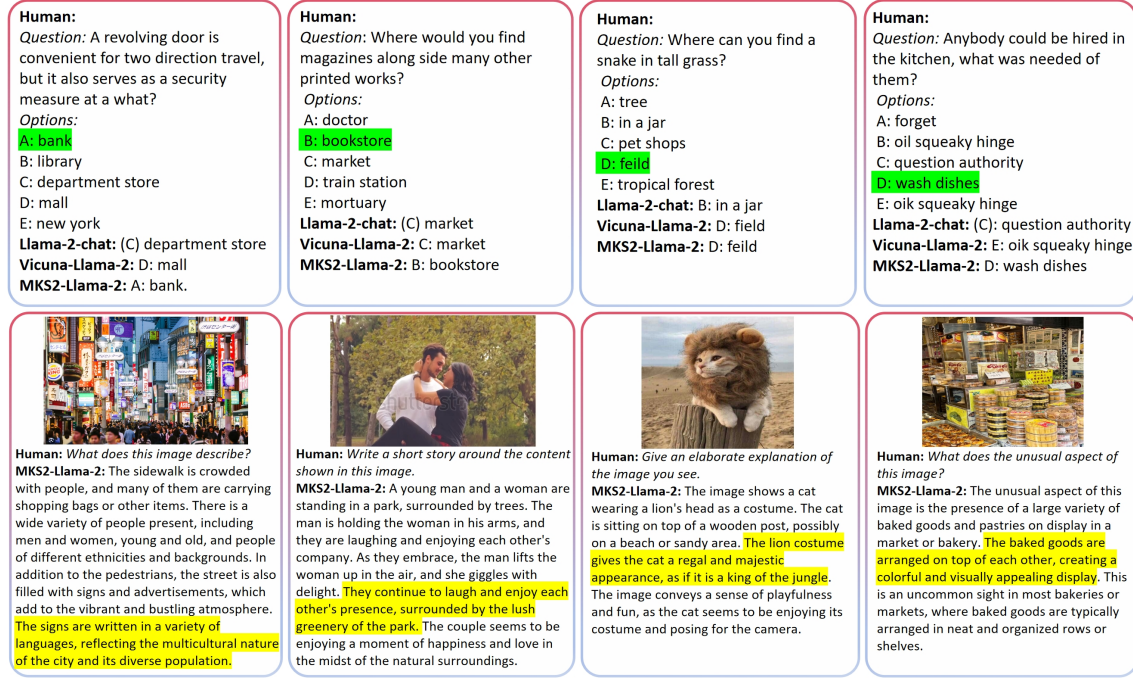 Human:
Question: A revolving door is
convenient for two direction travel,
but it also serves as a security
measure at a what?
Options:
A: bank
B: library
C: department store
D: mall
E: new york
Llama-2-chat: (C) department store
Vicuna-Llama-2: D: mall
MKS2-Llama-2: A: bank.
Human:
Question: Where would you find
magazines along side many other
printed works?
Options:
A: doctor
B: bookstore
C: market
D: train station
E: mortuary
Llama-2-chat: (C) market
Vicuna-Llama-2: C: market
MKS2-Llama-2: B: bookstore
Human:
Question: Where can you find a
snake in tall grass?
Options:
A: tree
B: in a jar
C: pet shops
D: feild
E: tropical forest
Llama-2-chat: B: in a jar
Vicuna-Llama-2: D: field
MKS2-Llama-2: D: feild
Human:
Question: Anybody could be hired in
the kitchen, what was needed of
them?
Options:
A: forget
B: oil squeaky hinge
C: question authority
D: wash dishes
E: oik squeaky hinge
Llama-2-chat: (C): question authority
Vicuna-Llama-2: E: oik squeaky hinge
MKS2-Llama-2: D: wash dishes
Human: What does this image describe?
MKS2-Llama-2: The sidewalk is crowded
with people, and many of them are carrying
shopping bags or other items. There is a
wide variety of people present, including
men and women, young and old, and people
of different ethnicities and backgrounds. In
addition to the pedestrians, the street is also
filled with signs and advertisements, which
add to the vibrant and bustling atmosphere.
The signs are written in a variety of
languages, reflecting the multicultural nature
of the city and its diverse population.
Human: Write a short story around the content
shown in this image.
MKS2-Llama-2: A young man and a woman are
standing in a park, surrounded by trees. The
man is holding the woman in his arms, and
they are laughing and enjoying each other's
company. As they embrace, the man lifts the
woman up in the air, and she giggles with
delight. They continue to laugh and enjoy each
other's presence, surrounded by the lush
greenery of the park. The couple seems to be
enjoying a moment of happiness and love in
the midst of the natural surroundings.
Human: Give an elaborate explanation of
the image you see.
MKS2-Llama-2: The image shows a cat
wearing a lion's head as a costume. The cat
is sitting on top of a wooden post, possibly
on a beach or sandy area. The lion costume
gives the cat a regal and majestic
appearance, as if it is a king of the jungle.
The image conveys a sense of playfulness
and fun, as the cat seems to be enjoying its
costume and posing for the camera.
Human: What does the unusual aspect of
this image?
MKS2-Llama-2: The unusual aspect of this
image is the presence of a large variety of
baked goods and pastries on display in a
market or bakery. The baked goods are
arranged on top of each other, creating a
colorful and visually appealing display. This
is an uncommon sight in most bakeries or
markets, where baked goods are typically
arranged in neat and organized rows or
shelves.